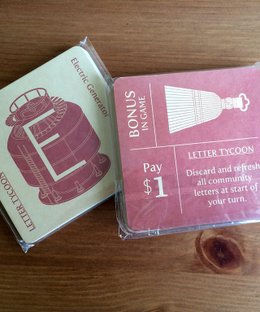 Electric Generator
E
LETTER TYCOON
BONUS
IN GAME
Pay
$1
LETTER TYCOON
Discard and refresh
all community
letters at start of
your turn.